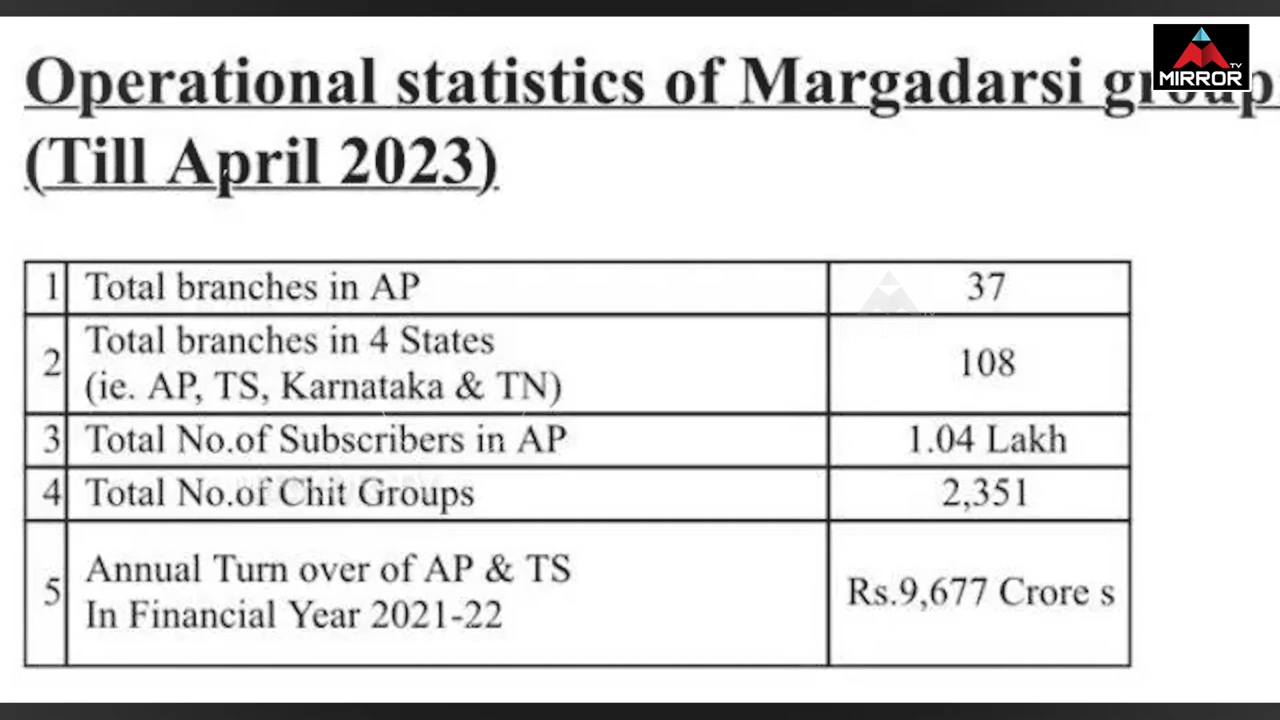 Operational statistics of Margadarsi group
(Till April 2023)
MIRROR TV
1 Total branches in AP 37
2 Total branches in 4 States
(ie. AP, TS, Karnataka & TN) 108
3 Total No.of Subscribers in AP 1.04 Lakh
4 Total No.of Chit Groups 2,351
5 Annual Turn over of AP & TS
In Financial Year 2021-22 Rs.9,677 Crore s